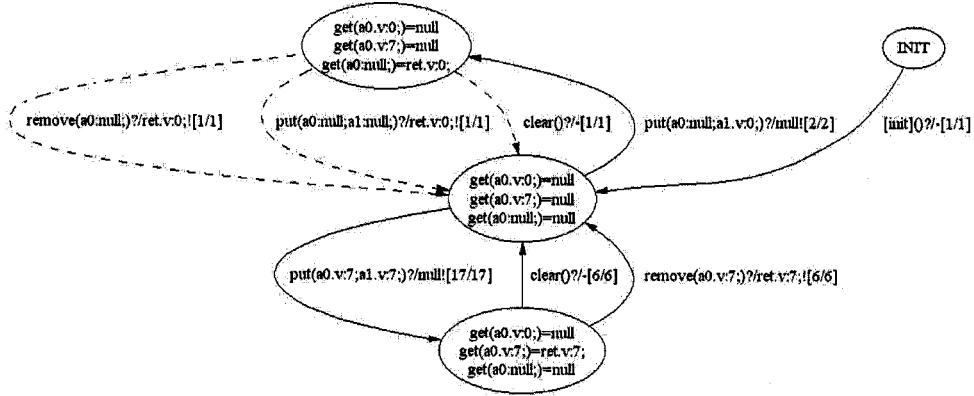 get(a0.v:0;)=null
get(a0.v:7;)=null
get(a0:null;)=ret.v:0;
INIT
remove(a0:null;)?/ret.v:0;![1/1]
put(a0:null;a1:null;)?/ret.v:0;![1/1]
clear()?/-[1/1]
put(a0:null;a1.v:0;)?/null![2/2]
[init]()?/-[1/1]
get(a0.v:0;)=null
get(a0.v:7;)=null
get(a0:null;)=null
put(a0.v:7;a1.v:7;)?/null![17/17]
clear()?/-[6/6]
remove(a0.v:7;)?/ret.v:7;![6/6]
get(a0.v:0;)=null
get(a0.v:7;)=ret.v:7;
get(a0:null;)=null